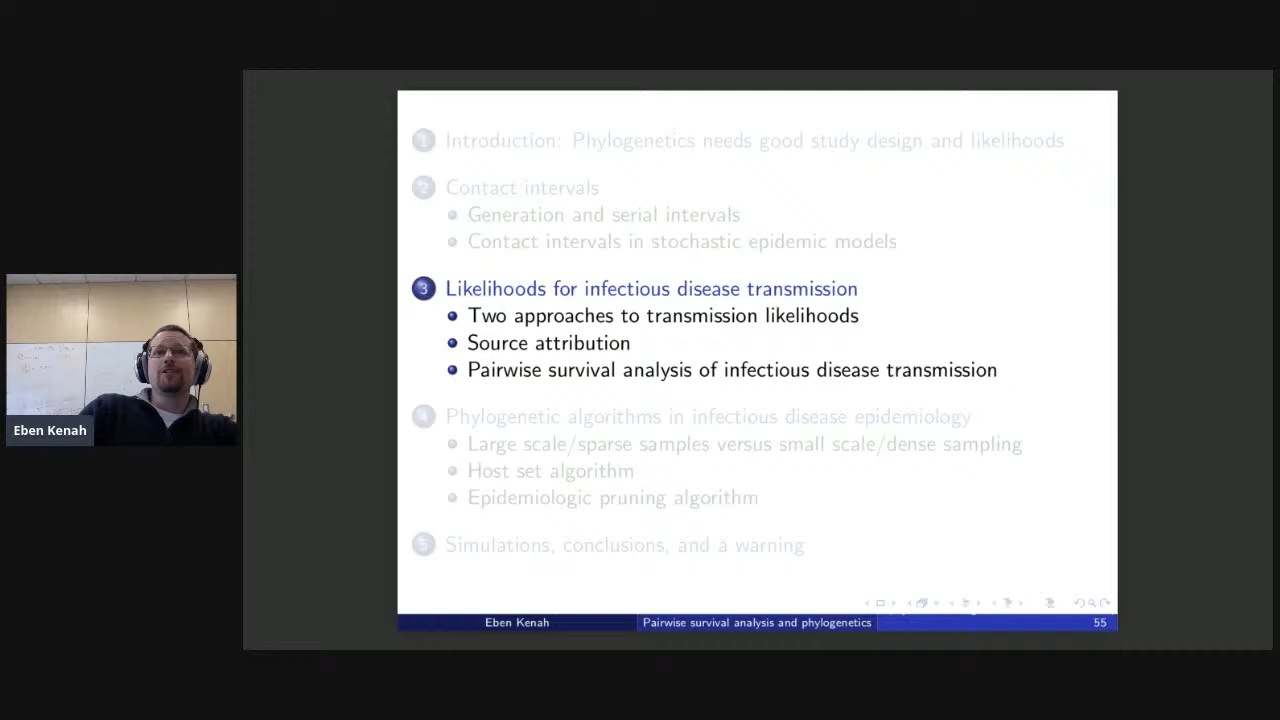 1 Introduction: Phylogenetics needs good study design and likelihoods
2 Contact intervals
Generation and serial intervals
Contact intervals in stochastic epidemic models
3 Likelihoods for infectious disease transmission
Two approaches to transmission likelihoods
Source attribution
Pairwise survival analysis of infectious disease transmission
4 Phylogenetic algorithms in infectious disease epidemiology
Large scale/sparse samples versus small scale/dense sampling
Host set algorithm
Epidemiologic pruning algorithm
5 Simulations, conclusions, and a warning
Eben Kenah
Eben Kenah Pairwise survival analysis and phylogenetics 55